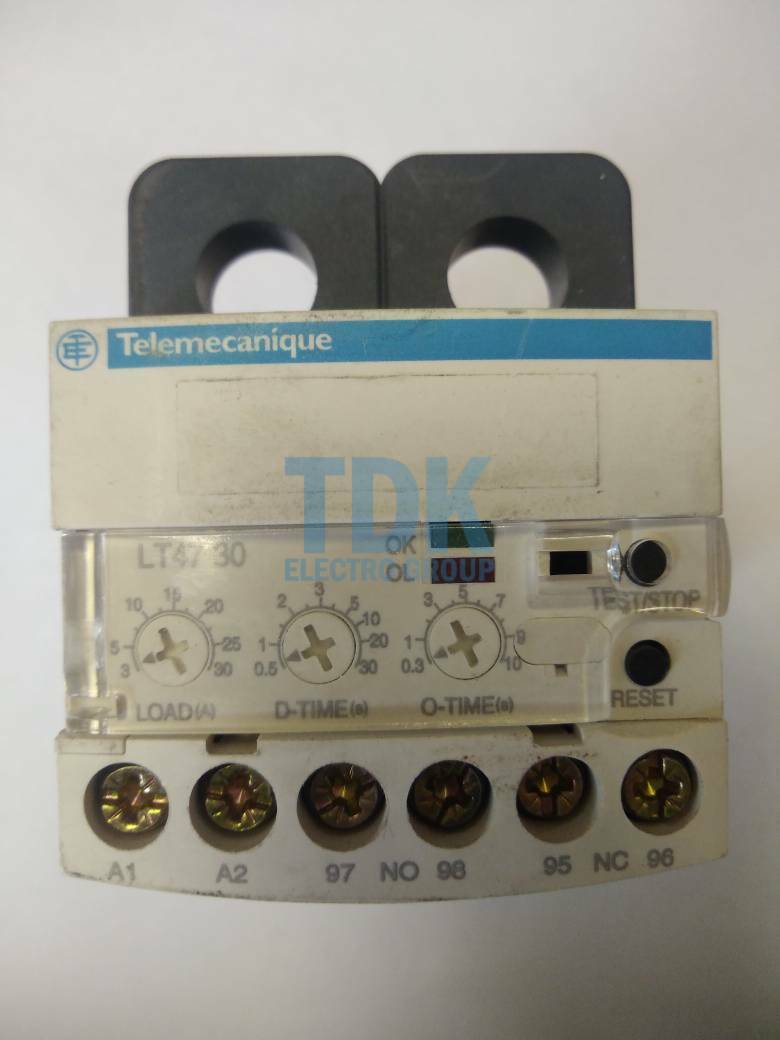 Telemecanique
TDK
ELECTRO GROUP
LT47 30
OK
OL
TEST/STOP
RESET
3 5 10 15 20 25 30
LOAD(A)
0.5 1 2 3 5 10 20 30
D-TIME(s)
0.3 1 3 5 7 9 10
O-TIME(s)
A1 A2 97 NO 98 95 NC 96